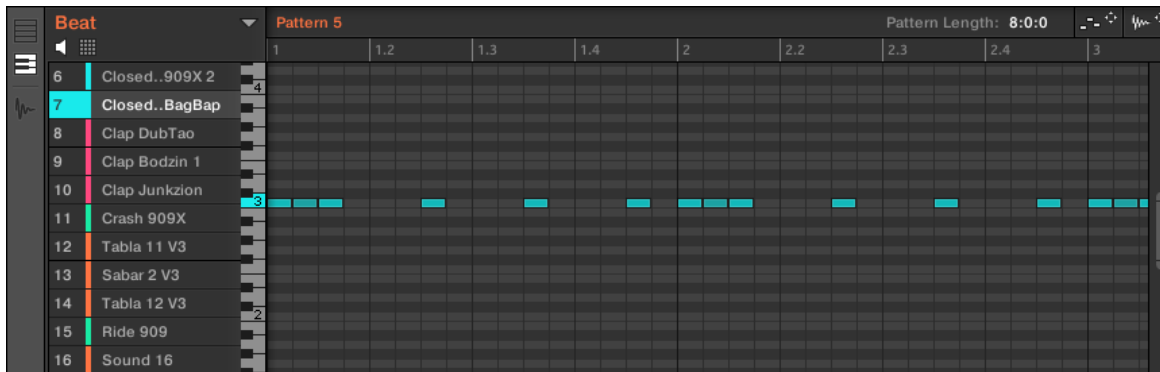 Beat
Pattern 5
Pattern Length: 8:0:0
1 1.2 1.3 1.4 2 2.2 2.3 2.4 3
6 Closed..909X 2
4
7 Closed..BagBap
8 Clap DubTao
9 Clap Bodzin 1
10 Clap Junkzion
3
11 Crash 909X
12 Tabla 11 V3
13 Sabar 2 V3
14 Tabla 12 V3
2
15 Ride 909
16 Sound 16